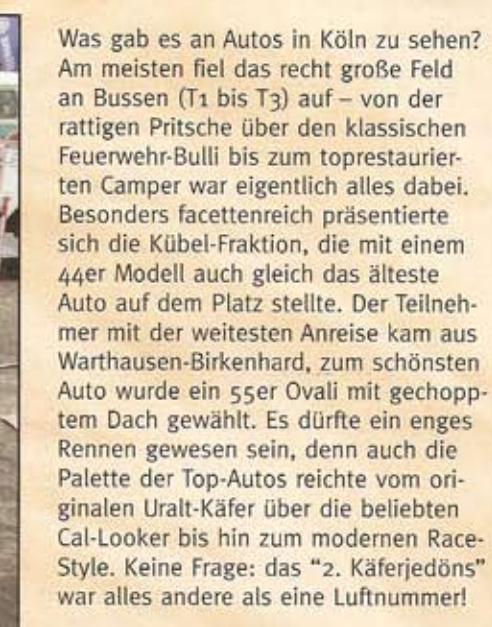 Was gab es an Autos in Köln zu sehen?
Am meisten fiel das recht große Feld
an Bussen (T1 bis T3) auf – von der
rattigen Pritsche über den klassischen
Feuerwehr-Bulli bis zum toprestaurier-
ten Camper war eigentlich alles dabei.
Besonders facettenreich präsentierte
sich die Kübel-Fraktion, die mit einem
44er Modell auch gleich das älteste
Auto auf dem Platz stellte. Der Teilneh-
mer mit der weitesten Anreise kam aus
Warthausen-Birkenhard, zum schönsten
Auto wurde ein 55er Ovali mit gechopp-
tem Dach gewählt. Es dürfte ein enges
Rennen gewesen sein, denn auch die
Palette der Top-Autos reichte vom ori-
ginalen Uralt-Käfer über die beliebten
Cal-Looker bis hin zum modernen Race-
Style. Keine Frage: das "2. Käferjedöns"
war alles andere als eine Luftnummer!